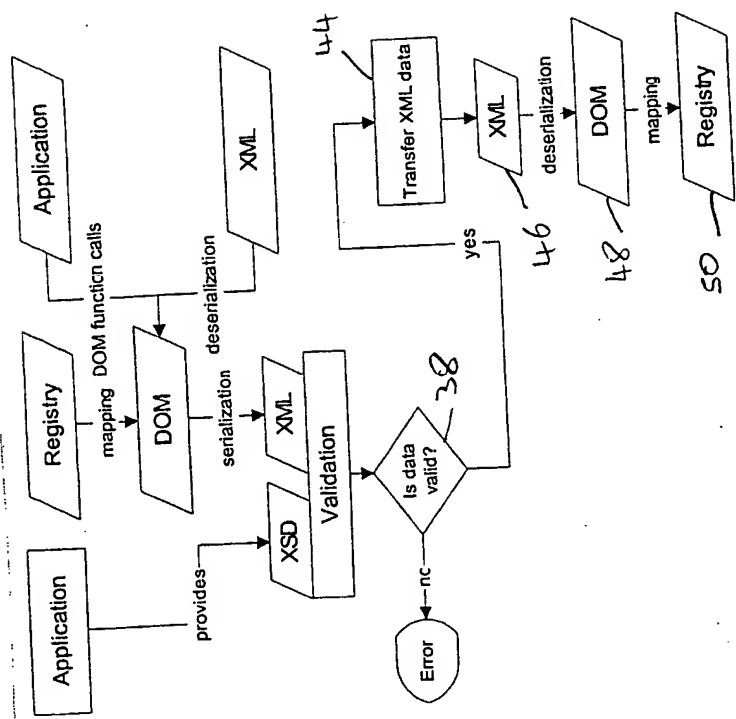 Application
Registry
Application
mapping
DOM function calls
DOM
deserialization
XML
provides
serialization
XSD
XML
Validation
Is data
valid?
38
nc
Error
yes
44
Transfer XML data
46
XML
deserialization
48
DOM
mapping
50
Registry